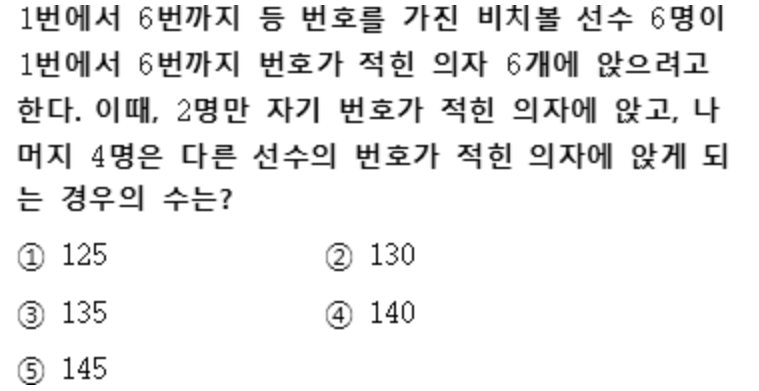 1번에서 6번까지 등 번호를 가진 비치볼 선수 6명이
1번에서 6번까지 번호가 적힌 의자 6개에 앉으려고
한다. 이때, 2명만 자기 번호가 적힌 의자에 앉고, 나
머지 4명은 다른 선수의 번호가 적힌 의자에 앉게 되
는 경우의 수는?
① 125 ② 130
③ 135 ④ 140
⑤ 145